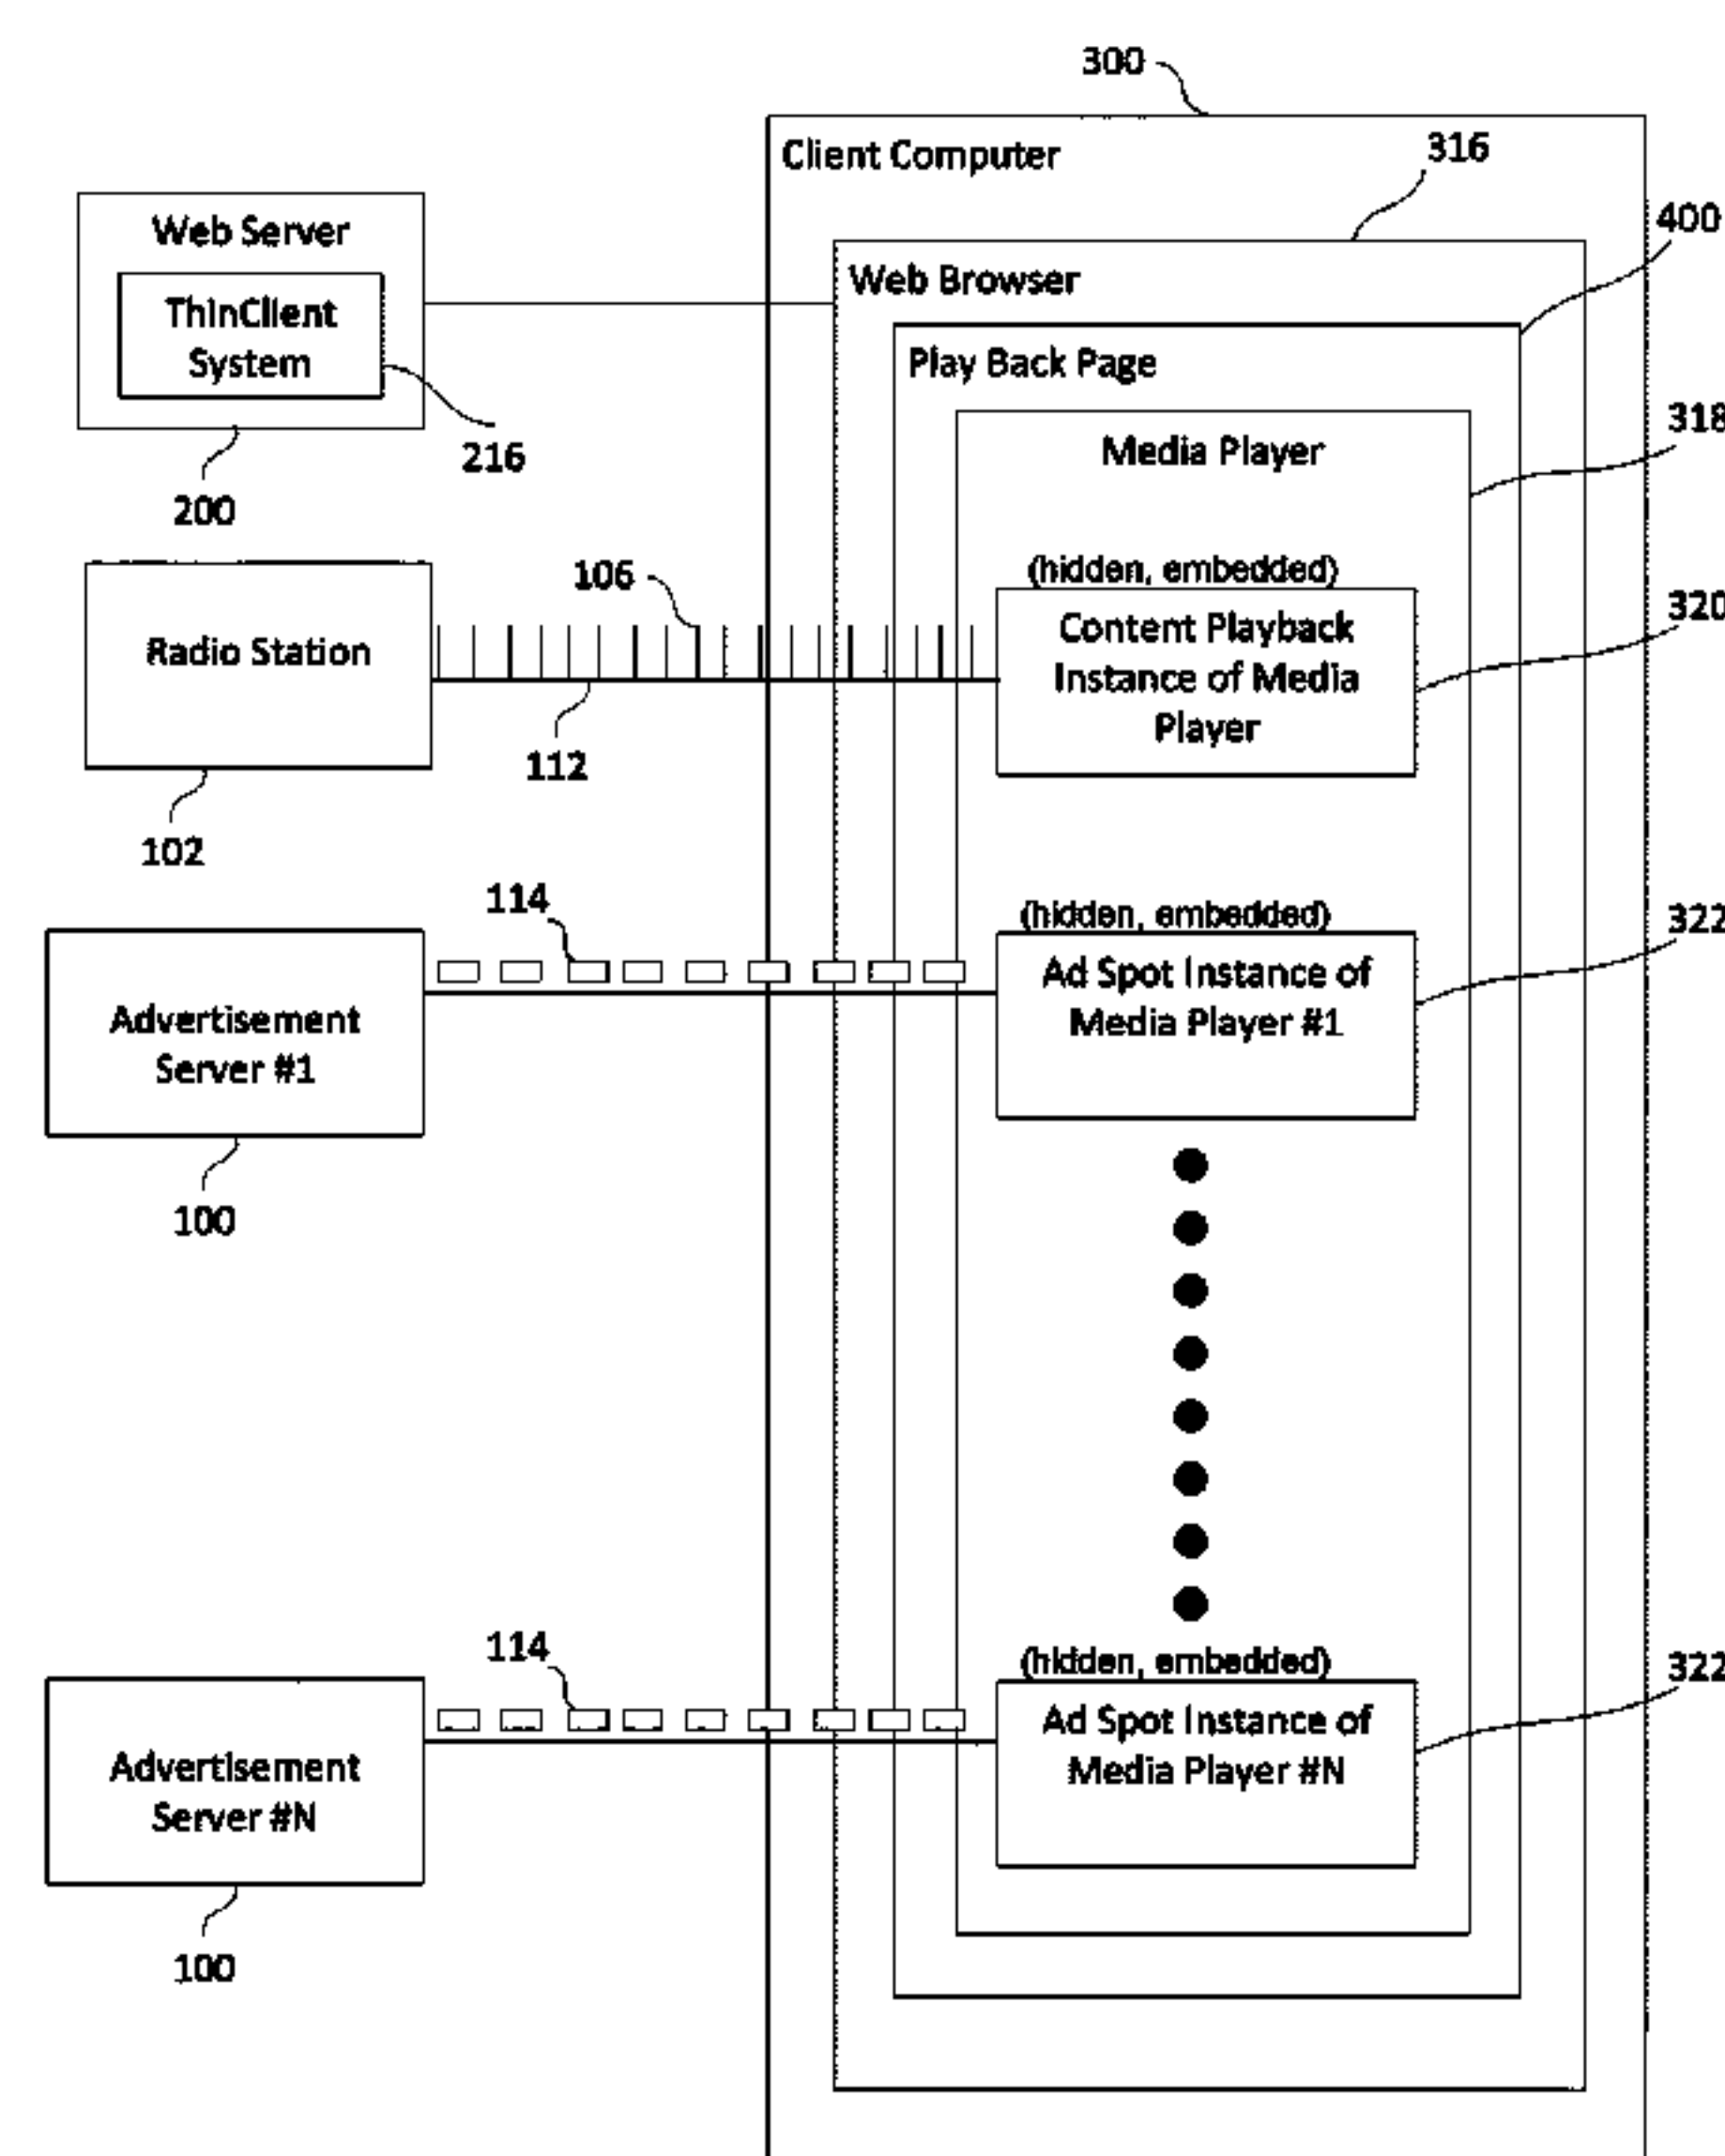 300
Client Computer
316
Web Server
400
ThinClient
System
Web Browser
Play Back Page
318
216
Media Player
200
106
(hidden, embedded)
320
Radio Station
Content Playback
Instance of Media
Player
112
102
114
(hidden, embedded)
322
Advertisement
Server #1
Ad Spot Instance of
Media Player #1
100
114
(hidden, embedded)
322
Advertisement
Server #N
Ad Spot Instance of
Media Player #N
100